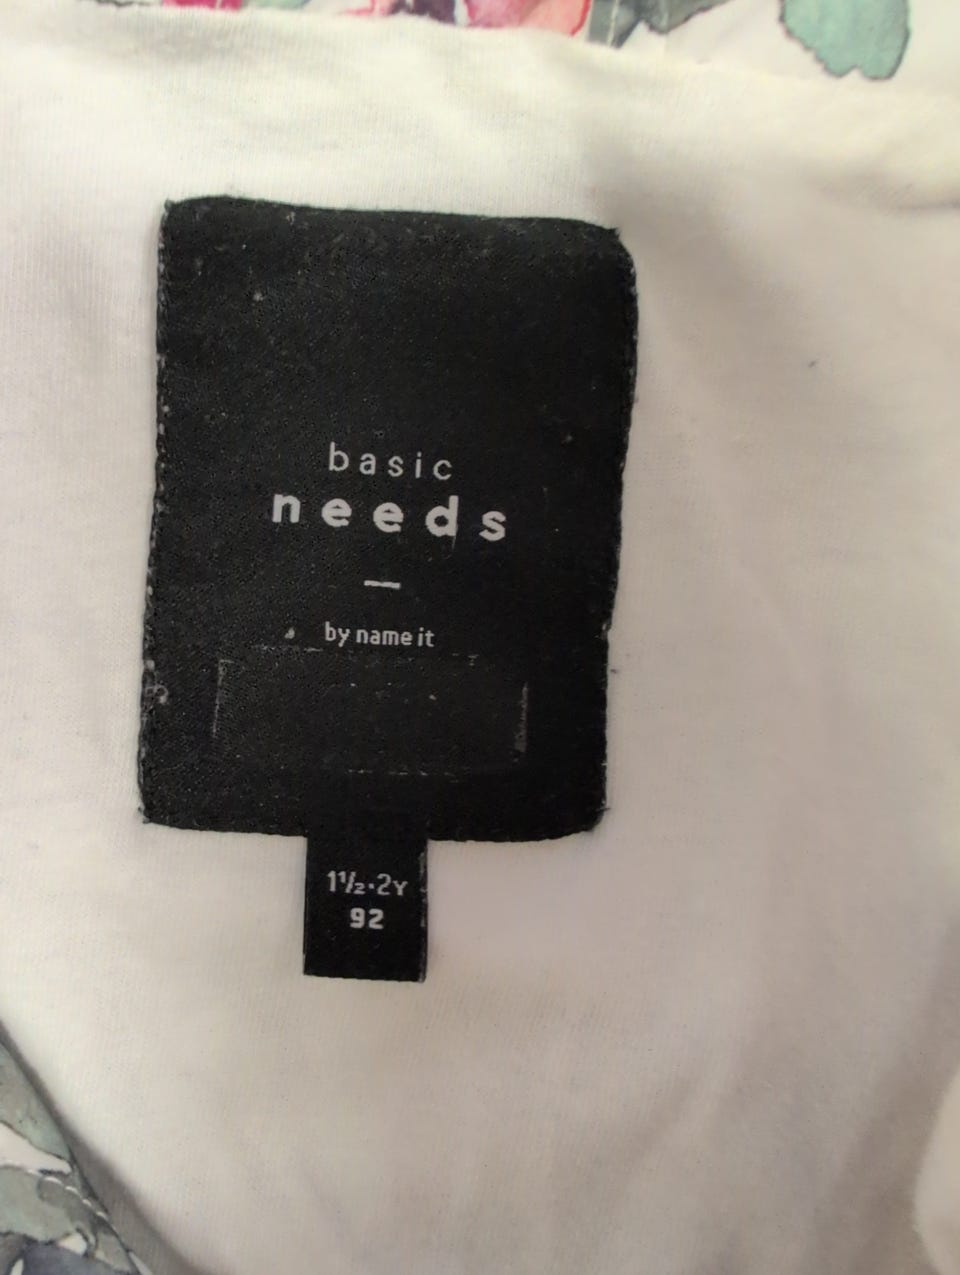 basic
needs
—
by name it
1½·2Y
92